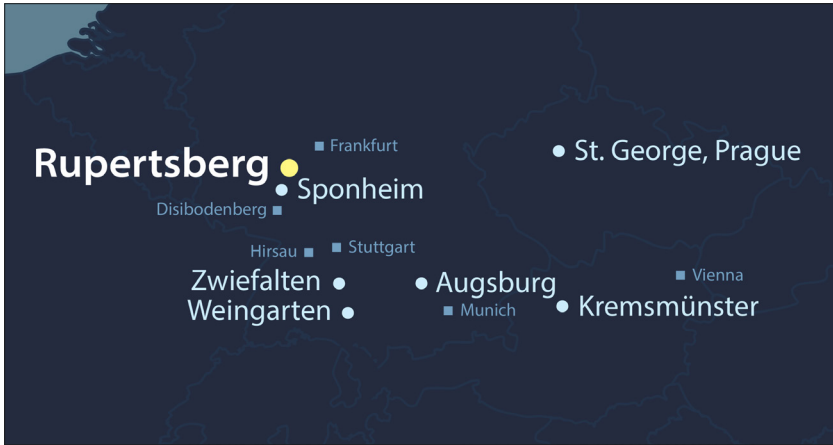 Frankfurt
St. George, Prague
Rupertsberg
Sponheim
Disibodenberg
Hirsau
Stuttgart
Vienna
Zwiefalten
Augsburg
Kremsmünster
Weingarten
Munich